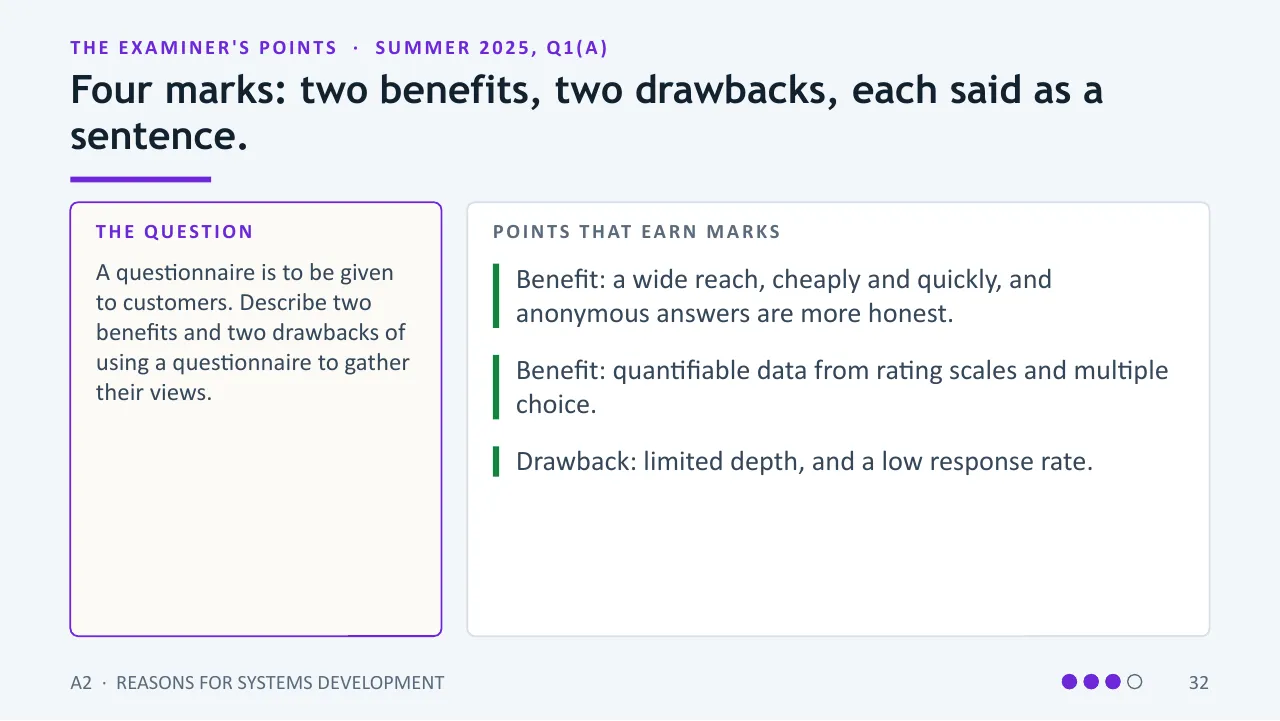 THE EXAMINER'S POINTS · SUMMER 2025, Q1(A)
Four marks: two benefits, two drawbacks, each said as a
sentence.
THE QUESTION
A questionnaire is to be given
to customers. Describe two
benefits and two drawbacks of
using a questionnaire to gather
their views.
POINTS THAT EARN MARKS
Benefit: a wide reach, cheaply and quickly, and
anonymous answers are more honest.
Benefit: quantifiable data from rating scales and multiple
choice.
Drawback: limited depth, and a low response rate.
A2 · REASONS FOR SYSTEMS DEVELOPMENT
32